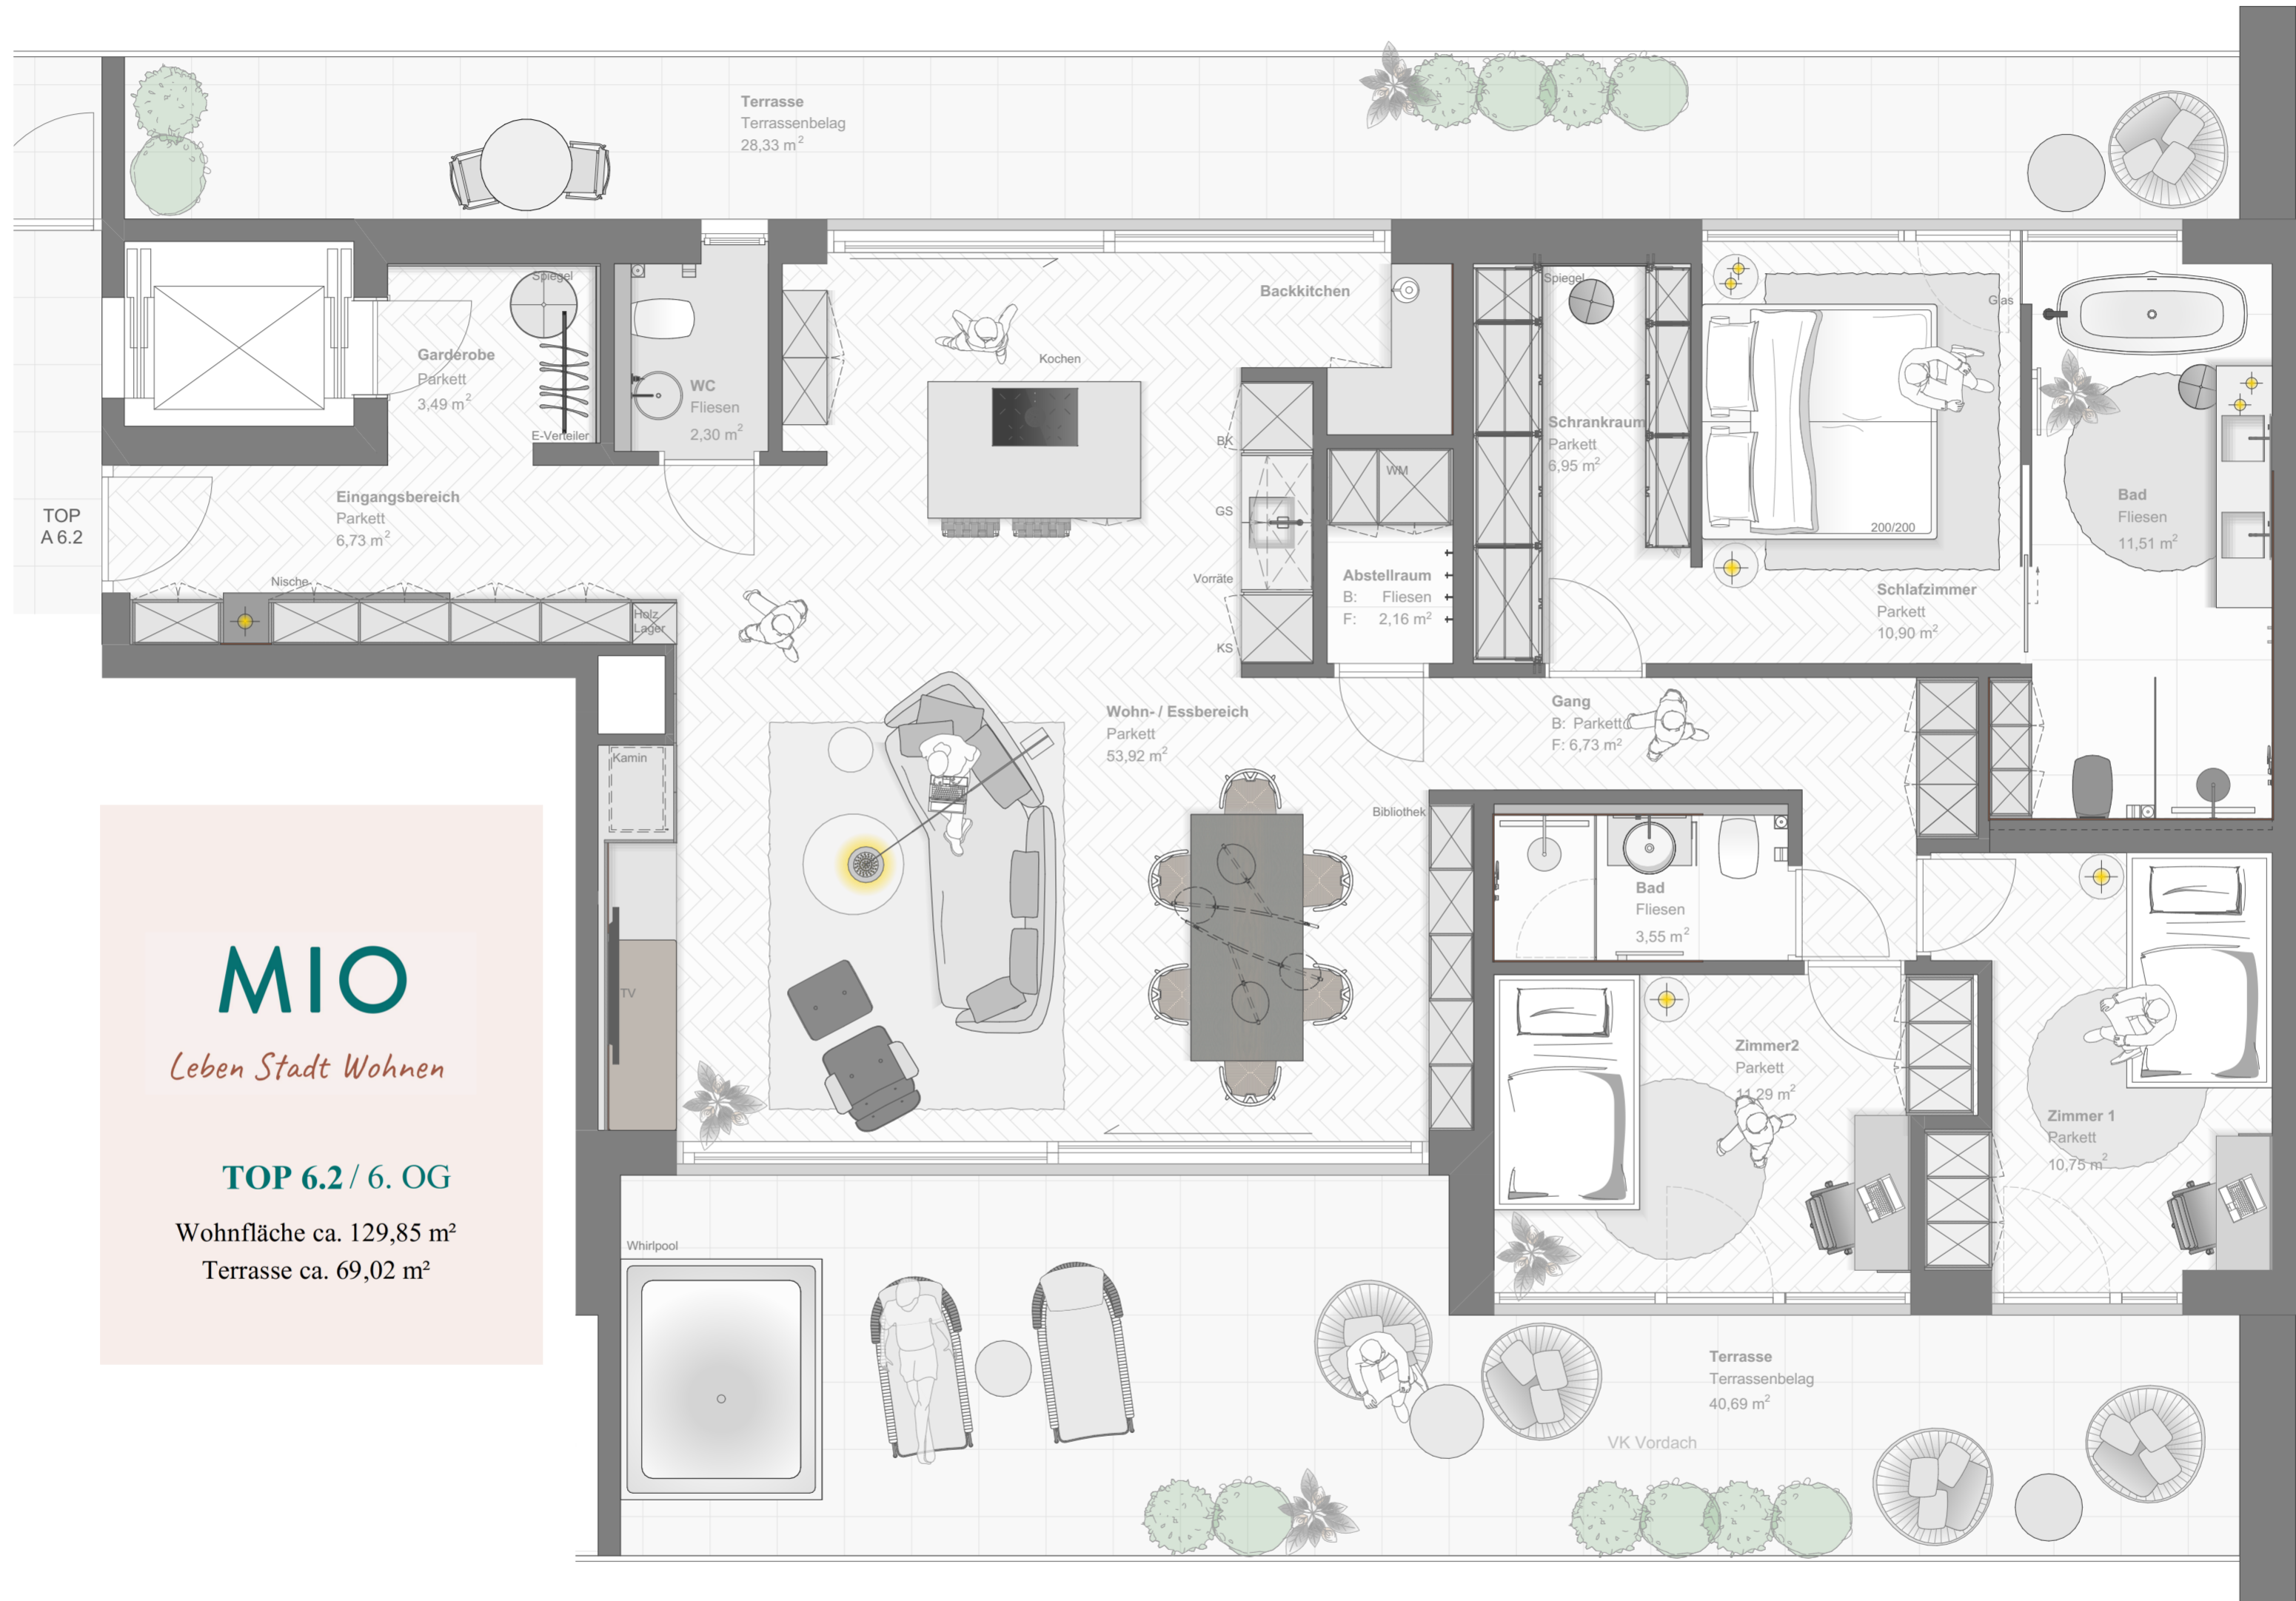 Terrasse
Terrassenbelag
28,33 m²
Spiegel
Garderobe
Parkett
3,49 m²
E-Verteiler
WC
Fliesen
2,30 m²
Backkitchen
Kochen
Spiegel
Schrankraum
Parkett
6,95 m²
Glas
200/200
Schlafzimmer
Parkett
10,90 m²
Bad
Fliesen
11,51 m²
TOP
A 6.2
Eingangsbereich
Parkett
6,73 m²
Nische
Holz
Lager
BK
GS
Vorräte
KS
WM
Abstellraum
B: Fliesen
F: 2,16 m²
Wohn- / Essbereich
Parkett
53,92 m²
Gang
B: Parkett
F: 6,73 m²
Kamin
TV
Bibliothek
Bad
Fliesen
3,55 m²
Zimmer2
Parkett
11,29 m²
Zimmer 1
Parkett
10,75 m²
MIO
Leben Stadt Wohnen
TOP 6.2 / 6. OG
Wohnfläche ca. 129,85 m²
Terrasse ca. 69,02 m²
Whirlpool
Terrasse
Terrassenbelag
40,69 m²
VK Vordach